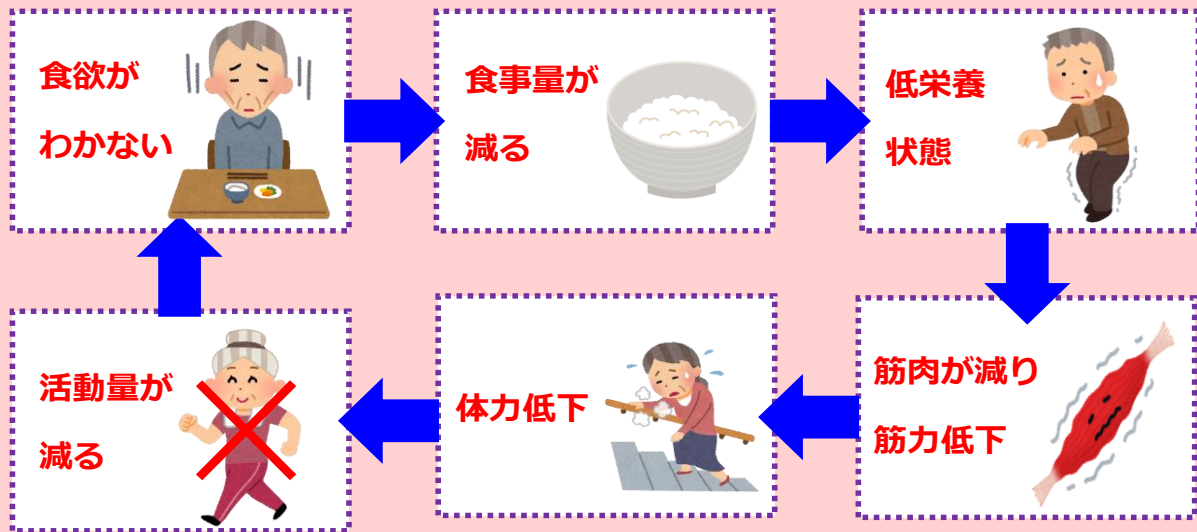 食欲が
わかない
食事量が
減る
低栄養
状態
筋肉が減り
筋力低下
体力低下
活動量が
減る